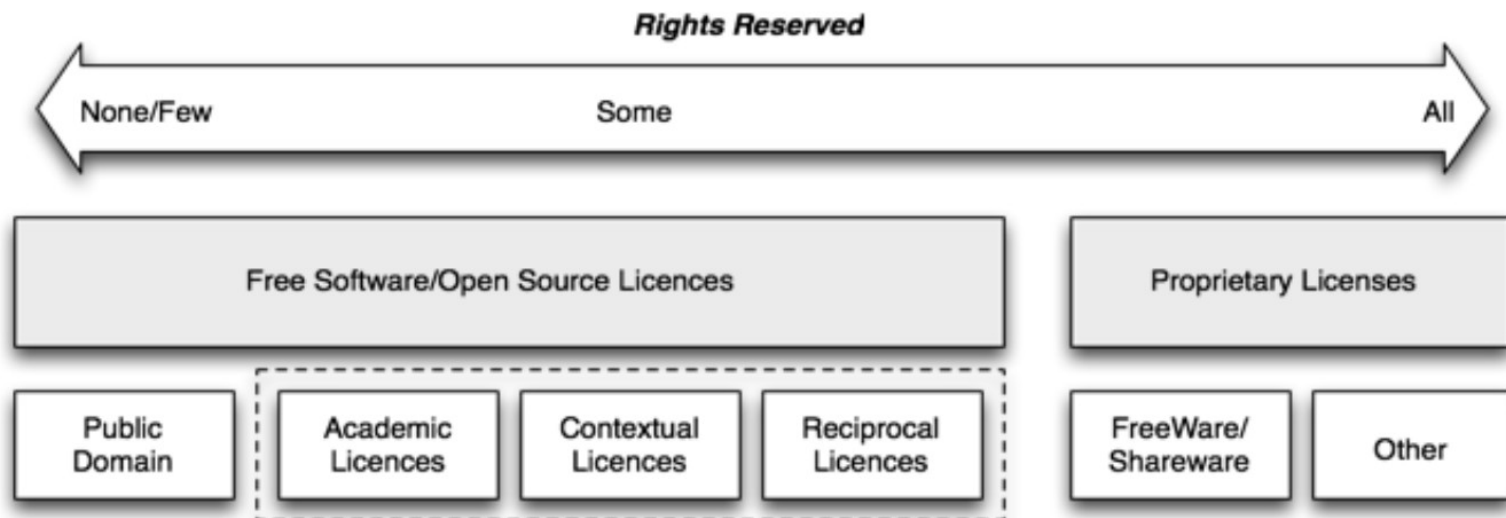 Rights Reserved
None/Few Some All
Free Software/Open Source Licences Proprietary Licenses
Public
Domain
Academic
Licences
Contextual
Licences
Reciprocal
Licences
FreeWare/
Shareware
Other